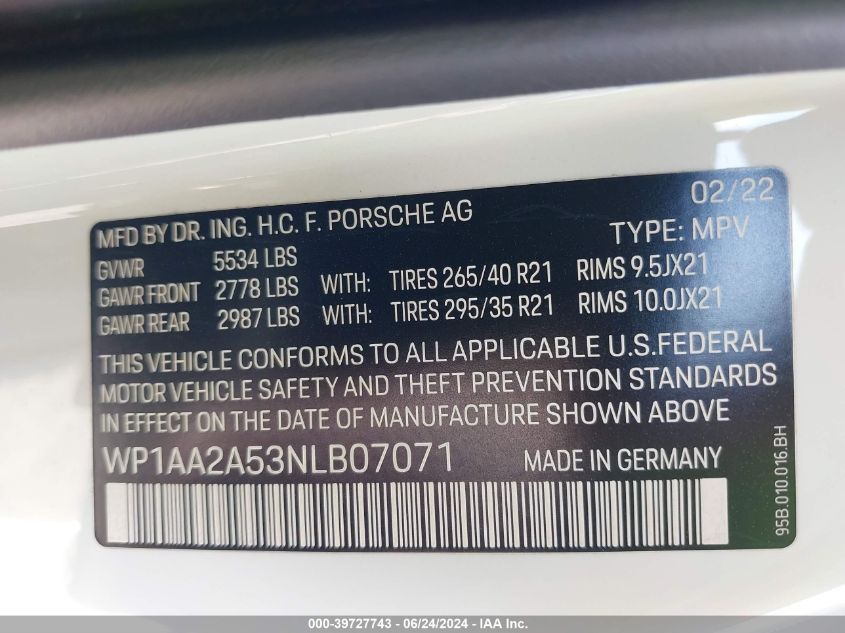 02/22
MFD BY DR. ING. H.C. F. PORSCHE AG
TYPE: MPV
GVWR 5534 LBS
GAWR FRONT 2778 LBS WITH: TIRES 265/40 R21 RIMS 9.5JX21
GAWR REAR 2987 LBS WITH: TIRES 295/35 R21 RIMS 10.0JX21
THIS VEHICLE CONFORMS TO ALL APPLICABLE U.S.FEDERAL
MOTOR VEHICLE SAFETY AND THEFT PREVENTION STANDARDS
IN EFFECT ON THE DATE OF MANUFACTURE SHOWN ABOVE
WP1AA2A53NLB07071 MADE IN GERMANY
95B.010.016.BH
000-39727743 - 06/24/2024 - IAA Inc.